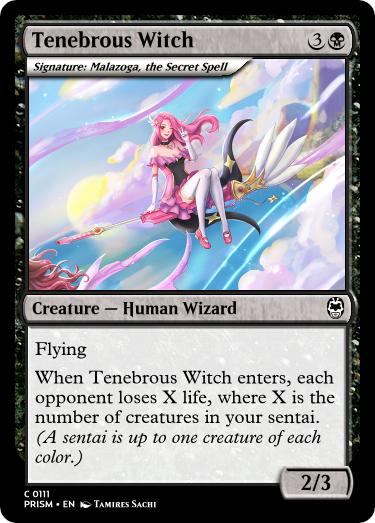 Tenebrous Witch 3
Signature: Malazoga, the Secret Spell
Creature — Human Wizard
Flying
When Tenebrous Witch enters, each
opponent loses X life, where X is the
number of creatures in your sentai.
(A sentai is up to one creature of each
color.)
2/3
C 0111
PRISM • EN Tamires Sachi